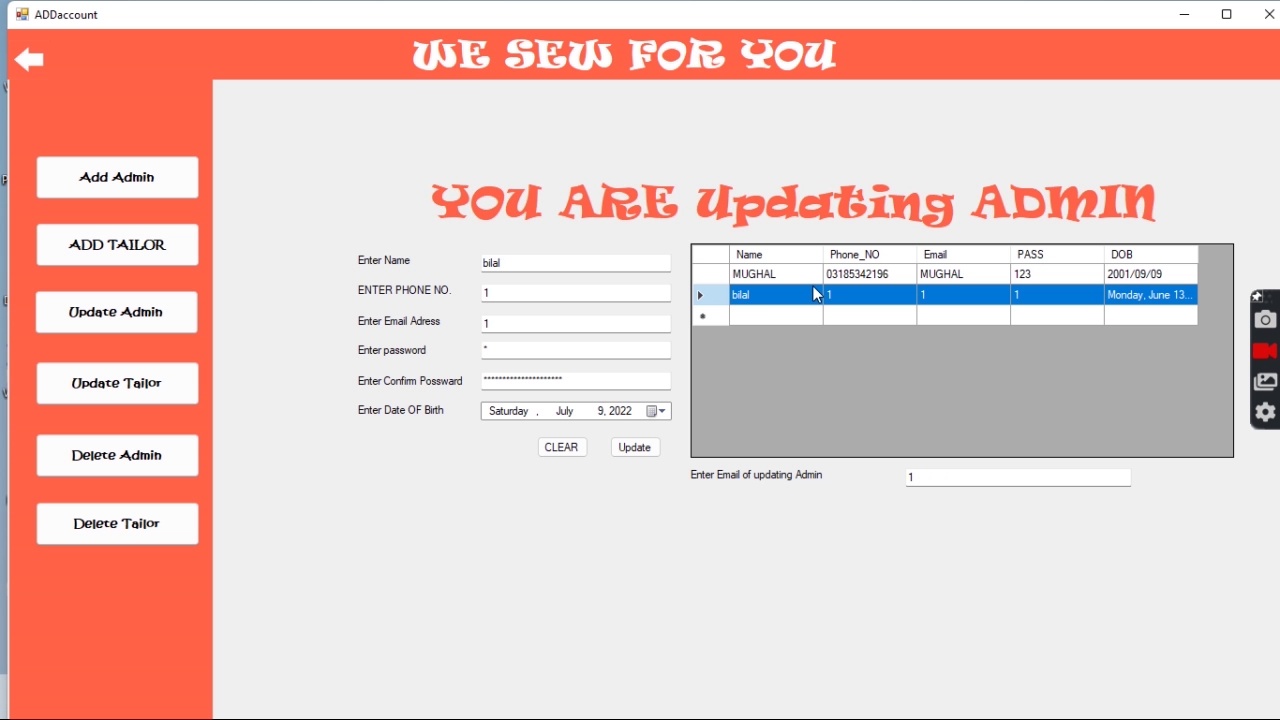 ADDaccount
WE SEW FOR YOU
Add Admin
ADD TAILOR
Update Admin
Update Tailor
Delete Admin
Delete Tailor
YOU ARE Updating ADMIN
Enter Name bilal
ENTER PHONE NO. 1
Enter Email Adress 1
Enter password *
Enter Confirm Possward *********************
Enter Date OF Birth Saturday , July 9, 2022
CLEAR Update
Name Phone_NO Email PASS DOB
MUGHAL 03185342196 MUGHAL 123 2001/09/09
bilal 1 1 1 Monday, June 13...
Enter Email of updating Admin 1